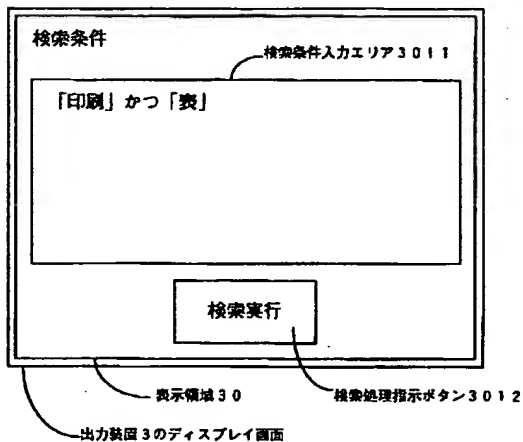 検索条件
検索条件入力エリア3011
「印刷」かつ「表」
検索実行
表示領域30
検索処理指示ボタン3012
出力装置3のディスプレイ画面